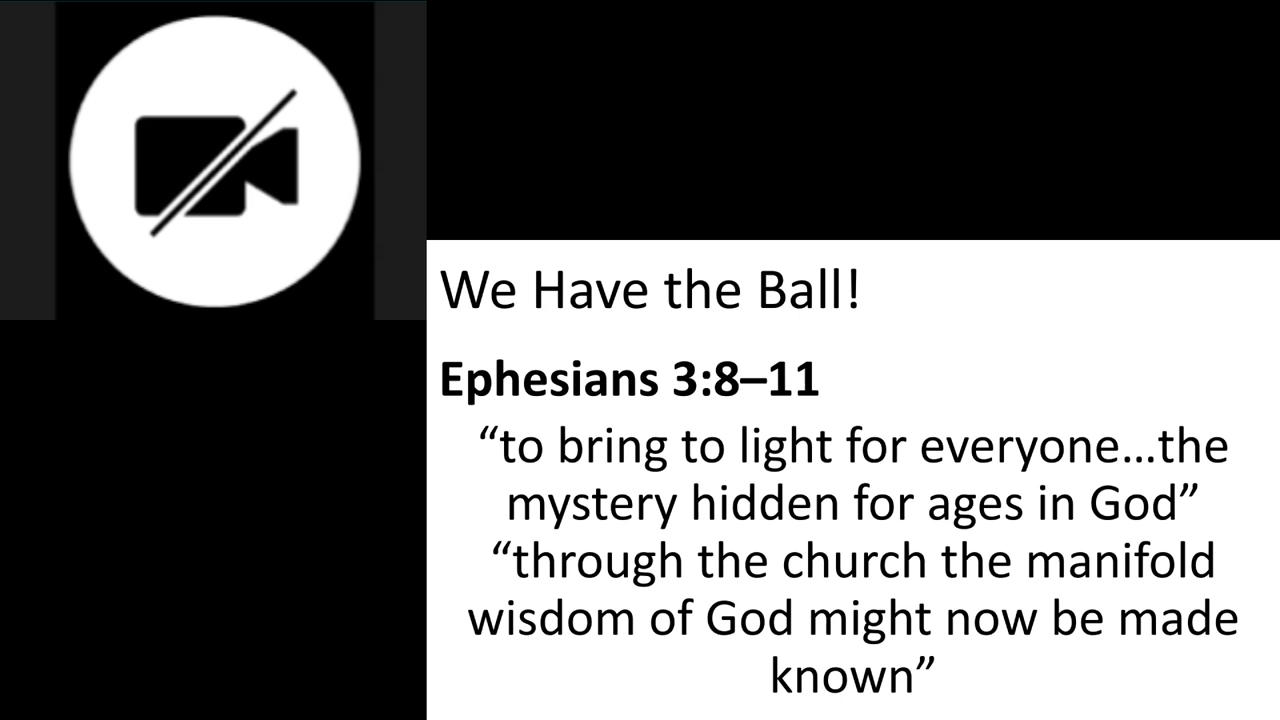 We Have the Ball!
Ephesians 3:8–11
“to bring to light for everyone…the
mystery hidden for ages in God”
“through the church the manifold
wisdom of God might now be made
known”